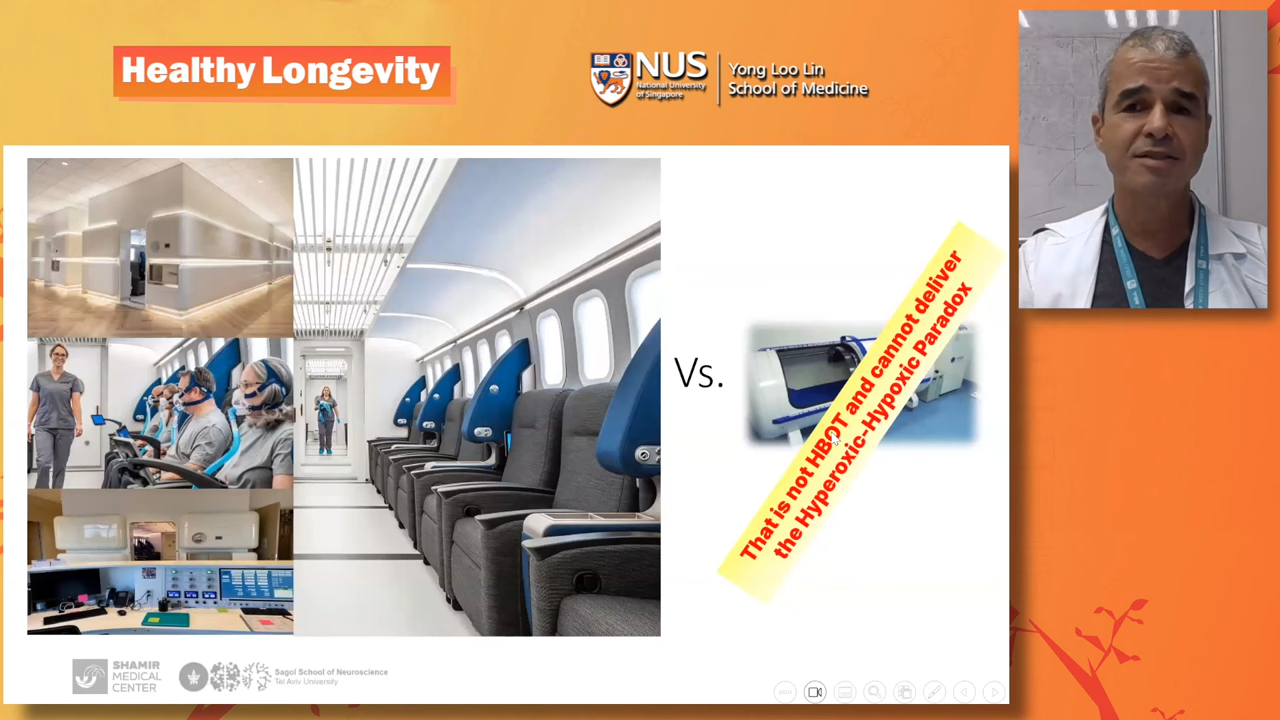 Healthy Longevity
NUS
National University
of Singapore
Yong Loo Lin
School of Medicine
Vs.
That is not HBOT and cannot deliver
the Hyperoxic-Hypoxic Paradox
SHAMIR
MEDICAL
CENTER
Sagol School of Neuroscience
Tel Aviv University